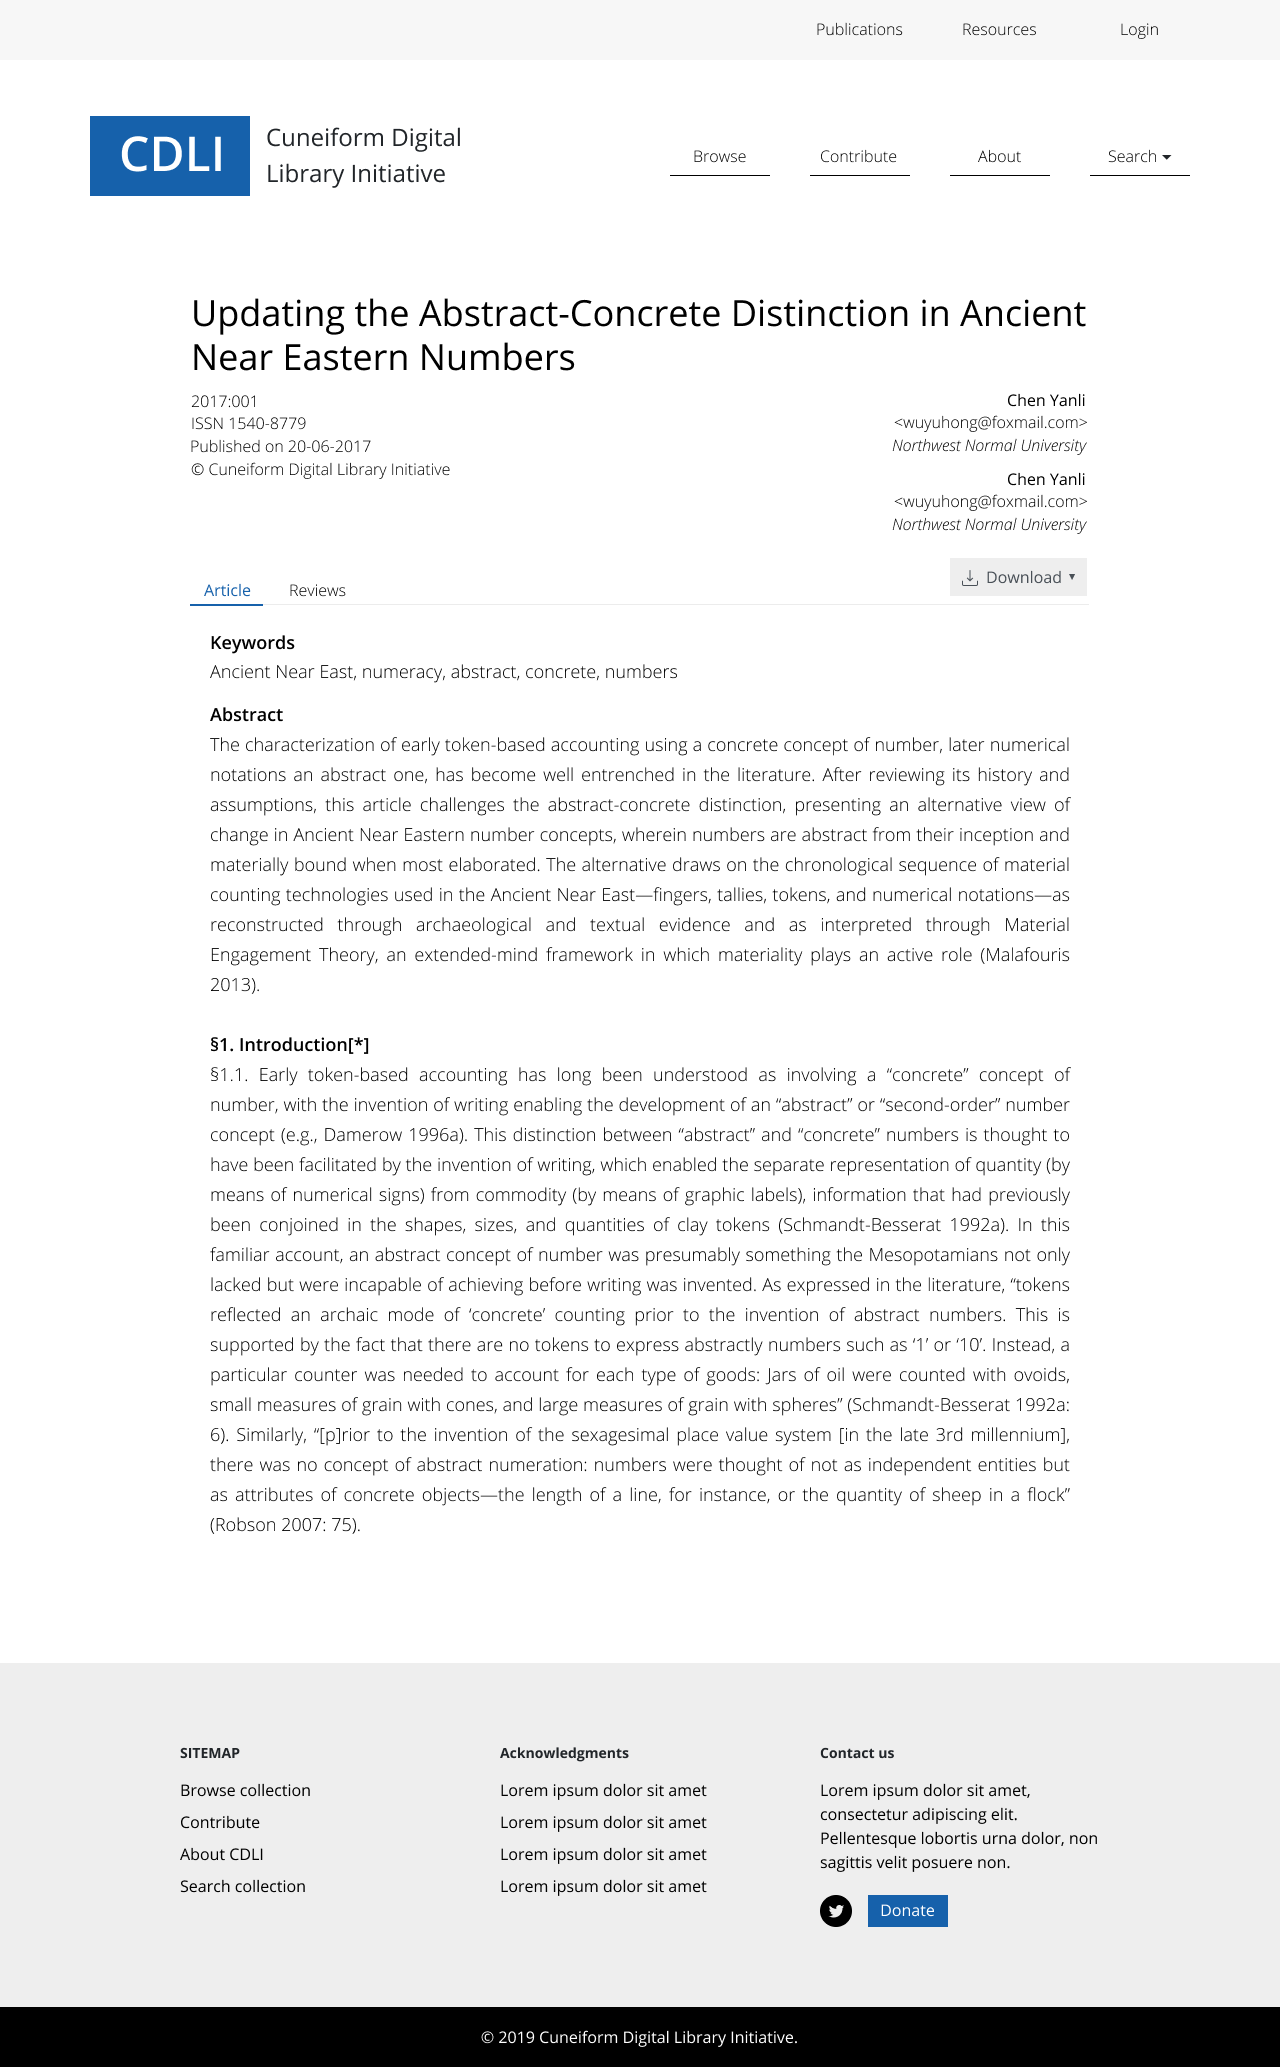 Publications Resources Login
CDLI
Cuneiform Digital
Library Initiative
Browse Contribute About Search
Updating the Abstract-Concrete Distinction in Ancient
Near Eastern Numbers
2017:001
ISSN 1540-8779
Published on 20-06-2017
© Cuneiform Digital Library Initiative
Chen Yanli
<wuyuhong@foxmail.com>
Northwest Normal University
Chen Yanli
<wuyuhong@foxmail.com>
Northwest Normal University
Article Reviews
Download ▾
Keywords
Ancient Near East, numeracy, abstract, concrete, numbers
Abstract
The characterization of early token-based accounting using a concrete concept of number, later numerical
notations an abstract one, has become well entrenched in the literature. After reviewing its history and
assumptions, this article challenges the abstract-concrete distinction, presenting an alternative view of
change in Ancient Near Eastern number concepts, wherein numbers are abstract from their inception and
materially bound when most elaborated. The alternative draws on the chronological sequence of material
counting technologies used in the Ancient Near East—fingers, tallies, tokens, and numerical notations—as
reconstructed through archaeological and textual evidence and as interpreted through Material
Engagement Theory, an extended-mind framework in which materiality plays an active role (Malafouris
2013).
§1. Introduction[*]
§1.1. Early token-based accounting has long been understood as involving a “concrete” concept of
number, with the invention of writing enabling the development of an “abstract” or “second-order” number
concept (e.g., Damerow 1996a). This distinction between “abstract” and “concrete” numbers is thought to
have been facilitated by the invention of writing, which enabled the separate representation of quantity (by
means of numerical signs) from commodity (by means of graphic labels), information that had previously
been conjoined in the shapes, sizes, and quantities of clay tokens (Schmandt-Besserat 1992a). In this
familiar account, an abstract concept of number was presumably something the Mesopotamians not only
lacked but were incapable of achieving before writing was invented. As expressed in the literature, “tokens
reflected an archaic mode of ‘concrete’ counting prior to the invention of abstract numbers. This is
supported by the fact that there are no tokens to express abstractly numbers such as ‘1’ or ‘10’. Instead, a
particular counter was needed to account for each type of goods: Jars of oil were counted with ovoids,
small measures of grain with cones, and large measures of grain with spheres” (Schmandt-Besserat 1992a:
6). Similarly, “[p]rior to the invention of the sexagesimal place value system [in the late 3rd millennium],
there was no concept of abstract numeration: numbers were thought of not as independent entities but
as attributes of concrete objects—the length of a line, for instance, or the quantity of sheep in a flock”
(Robson 2007: 75).
SITEMAP
Browse collection
Contribute
About CDLI
Search collection
Acknowledgments
Lorem ipsum dolor sit amet
Lorem ipsum dolor sit amet
Lorem ipsum dolor sit amet
Lorem ipsum dolor sit amet
Contact us
Lorem ipsum dolor sit amet,
consectetur adipiscing elit.
Pellentesque lobortis urna dolor, non
sagittis velit posuere non.
Donate
© 2019 Cuneiform Digital Library Initiative.